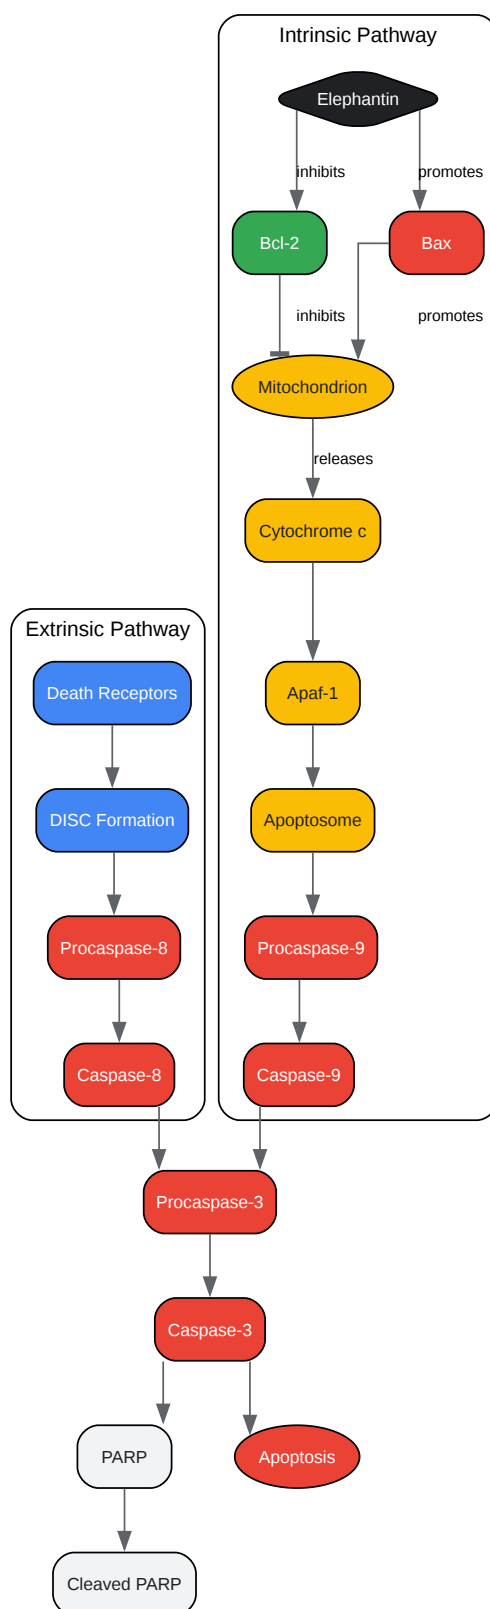 Intrinsic Pathway
Elephantin
inhibits
promotes
Bcl-2
Bax
inhibits
promotes
Mitochondrion
releases
Cytochrome c
Extrinsic Pathway
Death Receptors
Apaf-1
DISC Formation
Apoptosome
Procaspase-8
Procaspase-9
Caspase-8
Caspase-9
Procaspase-3
Caspase-3
PARP
Apoptosis
Cleaved PARP